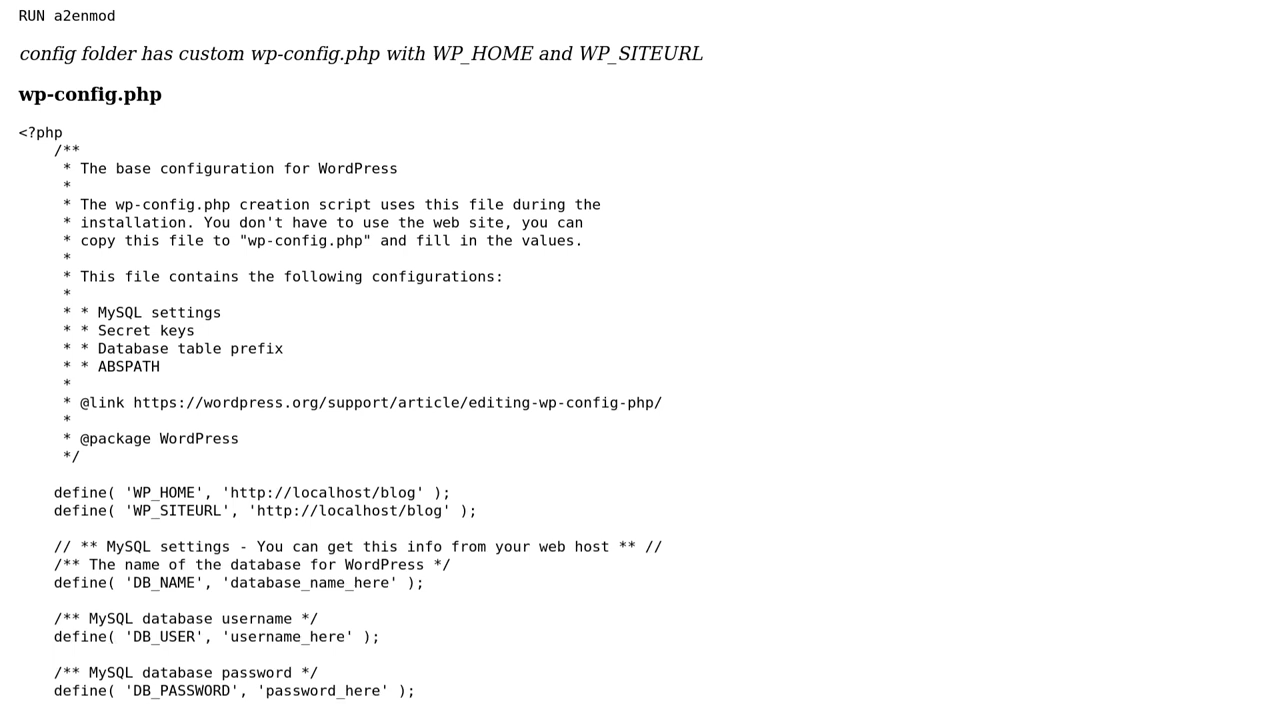 RUN a2enmod
config folder has custom wp-config.php with WP_HOME and WP_SITEURL
wp-config.php
<?php
    /**
     * The base configuration for WordPress
     *
     * The wp-config.php creation script uses this file during the
     * installation. You don't have to use the web site, you can
     * copy this file to "wp-config.php" and fill in the values.
     *
     * This file contains the following configurations:
     *
     * * MySQL settings
     * * Secret keys
     * * Database table prefix
     * * ABSPATH
     *
     * @link https://wordpress.org/support/article/editing-wp-config-php/
     *
     * @package WordPress
     */

    define( 'WP_HOME', 'http://localhost/blog' );
    define( 'WP_SITEURL', 'http://localhost/blog' );

    // ** MySQL settings - You can get this info from your web host ** //
    /** The name of the database for WordPress */
    define( 'DB_NAME', 'database_name_here' );

    /** MySQL database username */
    define( 'DB_USER', 'username_here' );

    /** MySQL database password */
    define( 'DB_PASSWORD', 'password_here' );